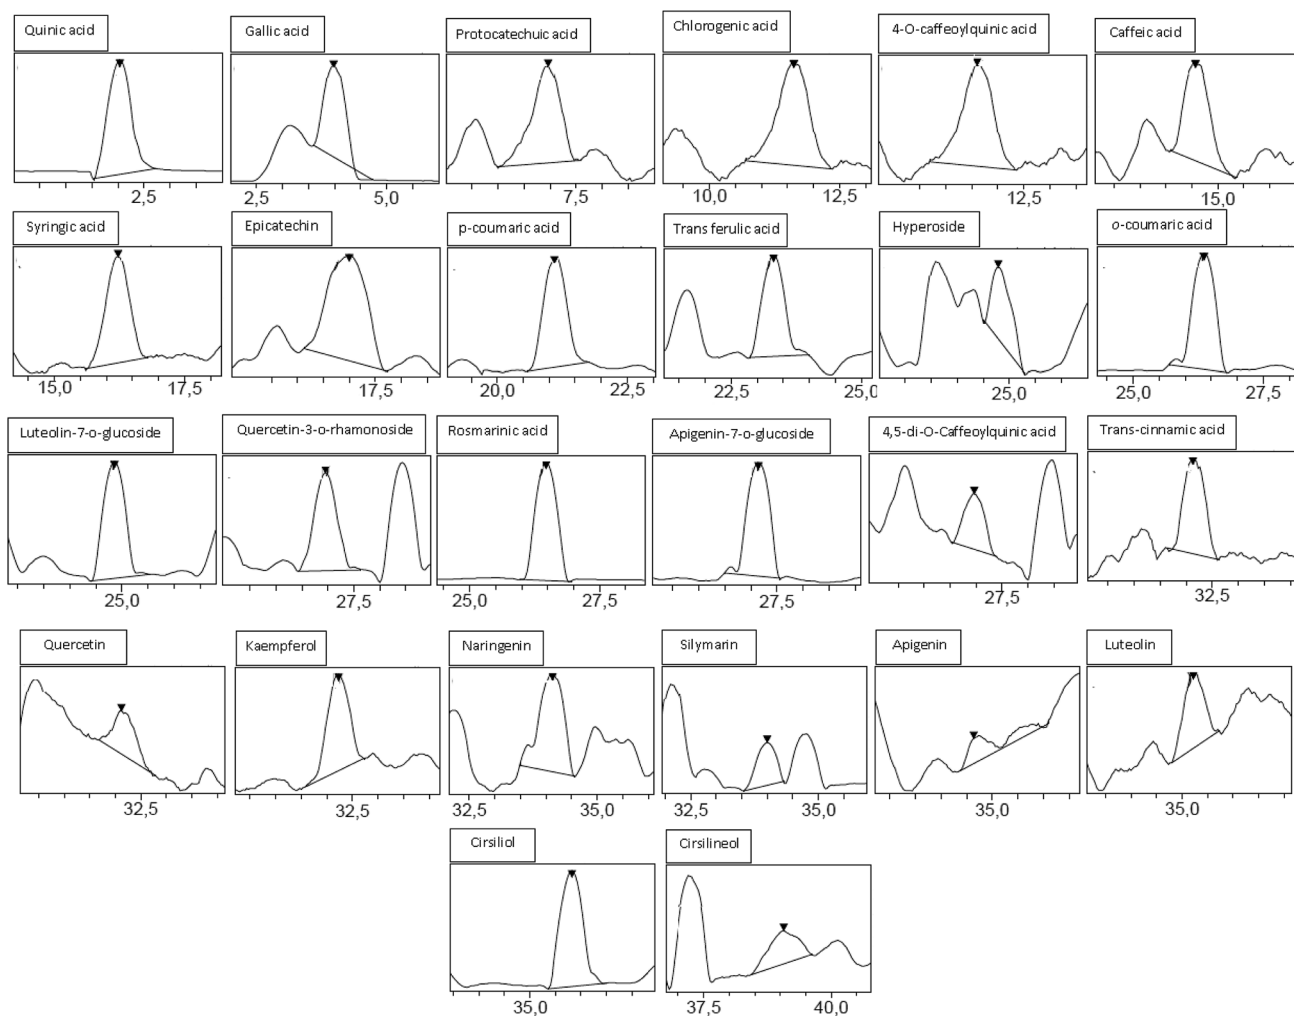 Quinic acid
Gallic acid
Protocatechuic acid
Chlorogenic acid
4-O-caffeoylquinic acid
Caffeic acid
2,5
2,5 5,0
7,5
10,0 12,5
12,5
15,0
Syringic acid
Epicatechin
p-coumaric acid
Trans ferulic acid
Hyperoside
o-coumaric acid
15,0 17,5
17,5
20,0 22,5
22,5 25,0
25,0
25,0 27,5
Luteolin-7-o-glucoside
Quercetin-3-o-rhamonoside
Rosmarinic acid
Apigenin-7-o-glucoside
4,5-di-O-Caffeoylquinic acid
Trans-cinnamic acid
25,0
27,5
25,0 27,5
27,5
27,5
32,5
Quercetin
Kaempferol
Naringenin
Silymarin
Apigenin
Luteolin
32,5
32,5
32,5 35,0
32,5 35,0
35,0
35,0
Cirsiliol
Cirsilineol
35,0
37,5 40,0